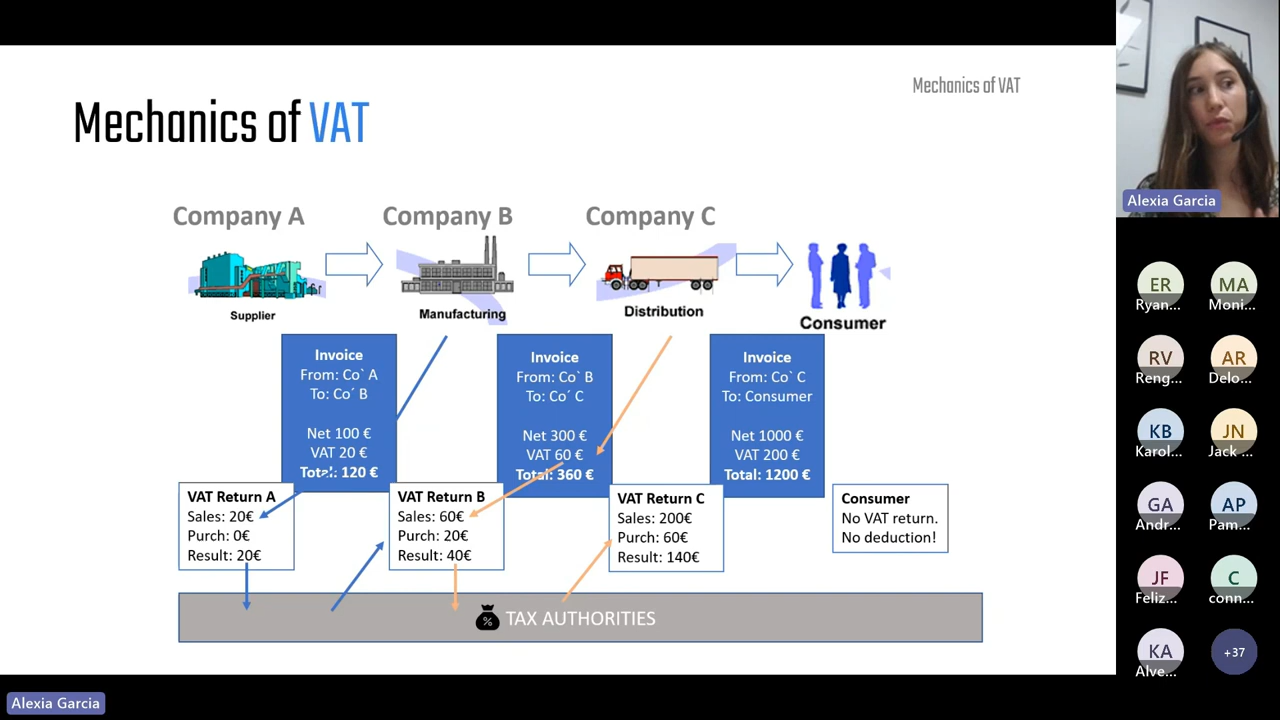 Mechanics of VAT
Mechanics of VAT
Company A
Company B
Company C
Supplier
Manufacturing
Distribution
Consumer
Invoice
From: Co` A
To: Co´ B
Net 100 €
VAT 20 €
Total: 120 €
Invoice
From: Co` B
To: Co´ C
Net 300 €
VAT 60 €
Total: 360 €
Invoice
From: Co` C
To: Consumer
Net 1000 €
VAT 200 €
Total: 1200 €
VAT Return A
Sales: 20€
Purch: 0€
Result: 20€
VAT Return B
Sales: 60€
Purch: 20€
Result: 40€
VAT Return C
Sales: 200€
Purch: 60€
Result: 140€
Consumer
No VAT return.
No deduction!
% TAX AUTHORITIES
Alexia Garcia
ER
Ryan...
MA
Moni...
RV
Reng...
AR
Delo...
KB
Karol...
JN
Jack ...
GA
Andr...
AP
Pam...
JF
Feliz...
C
conn...
KA
Alve...
+37
Alexia Garcia